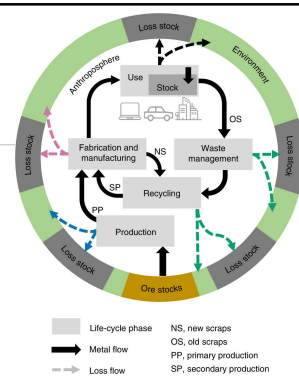 Loss stock
Anthroposphere
Environment
Use
Stock
OS
Loss stock
Fabrication and
manufacturing
NS
Waste
management
Loss stock
SP
Recycling
PP
Production
Loss stock
Loss stock
Ore stocks
Life-cycle phase
NS, new scraps
OS, old scraps
Metal flow
PP, primary production
Loss flow
SP, secondary production